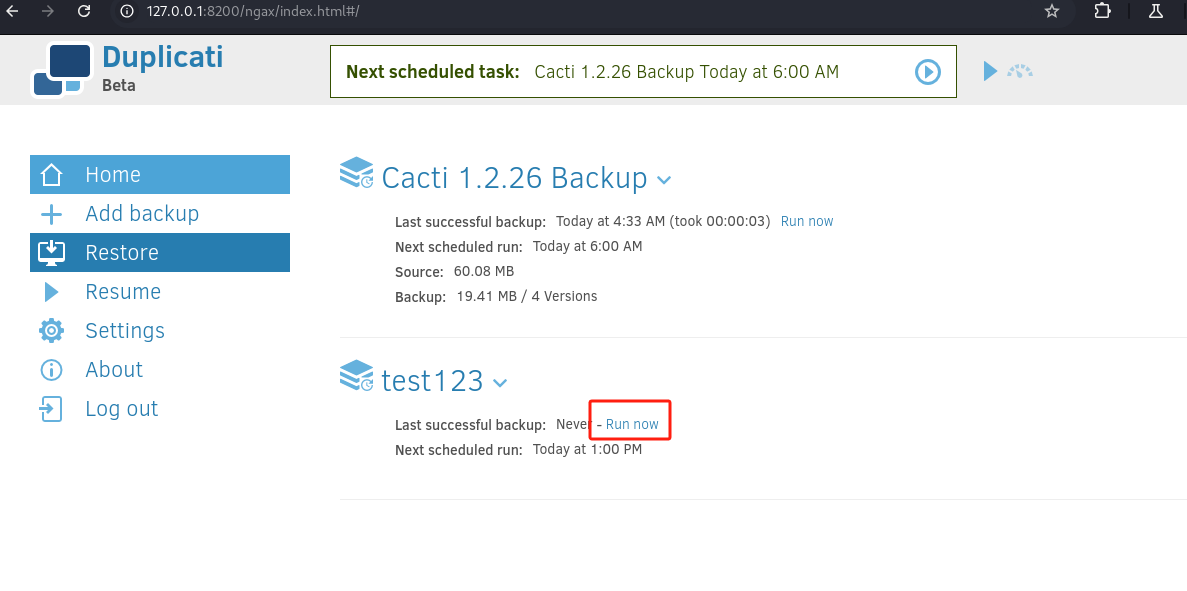 127.0.0.1:8200/ngax/index.html#/
Duplicati
Beta
Next scheduled task: Cacti 1.2.26 Backup Today at 6:00 AM
Home
Add backup
Restore
Resume
Settings
About
Log out
Cacti 1.2.26 Backup
Last successful backup: Today at 4:33 AM (took 00:00:03) Run now
Next scheduled run: Today at 6:00 AM
Source: 60.08 MB
Backup: 19.41 MB / 4 Versions
test123
Last successful backup: Never - Run now
Next scheduled run: Today at 1:00 PM